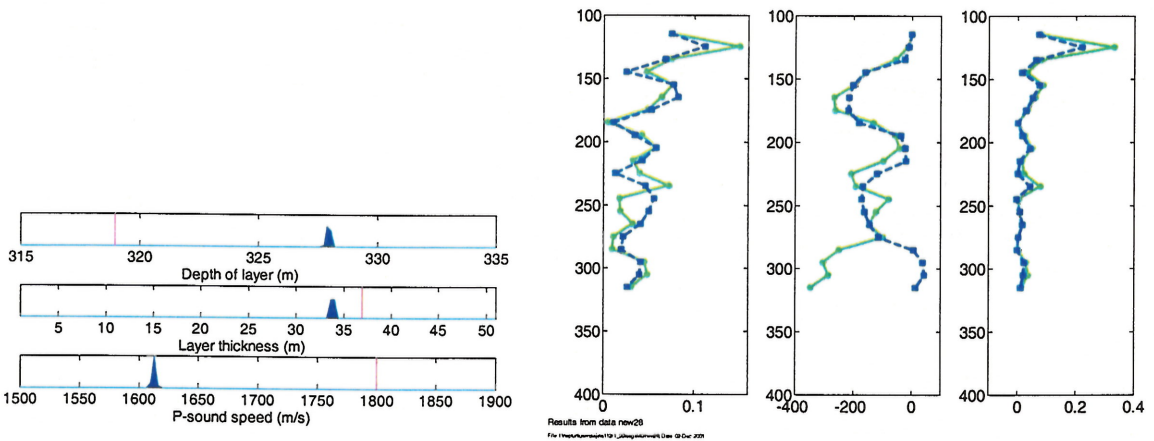 315 320 325 330 335
Depth of layer (m)
5 10 15 20 25 30 35 40 45 50
Layer thickness (m)
1500 1550 1600 1650 1700 1750 1800 1850 1900
P-sound speed (m/s)
100
150
200
250
300
350
400
0 0.1
100
150
200
250
300
350
400
-400 -200 0
100
150
200
250
300
350
400
0 0.2 0.4
Results from data new28